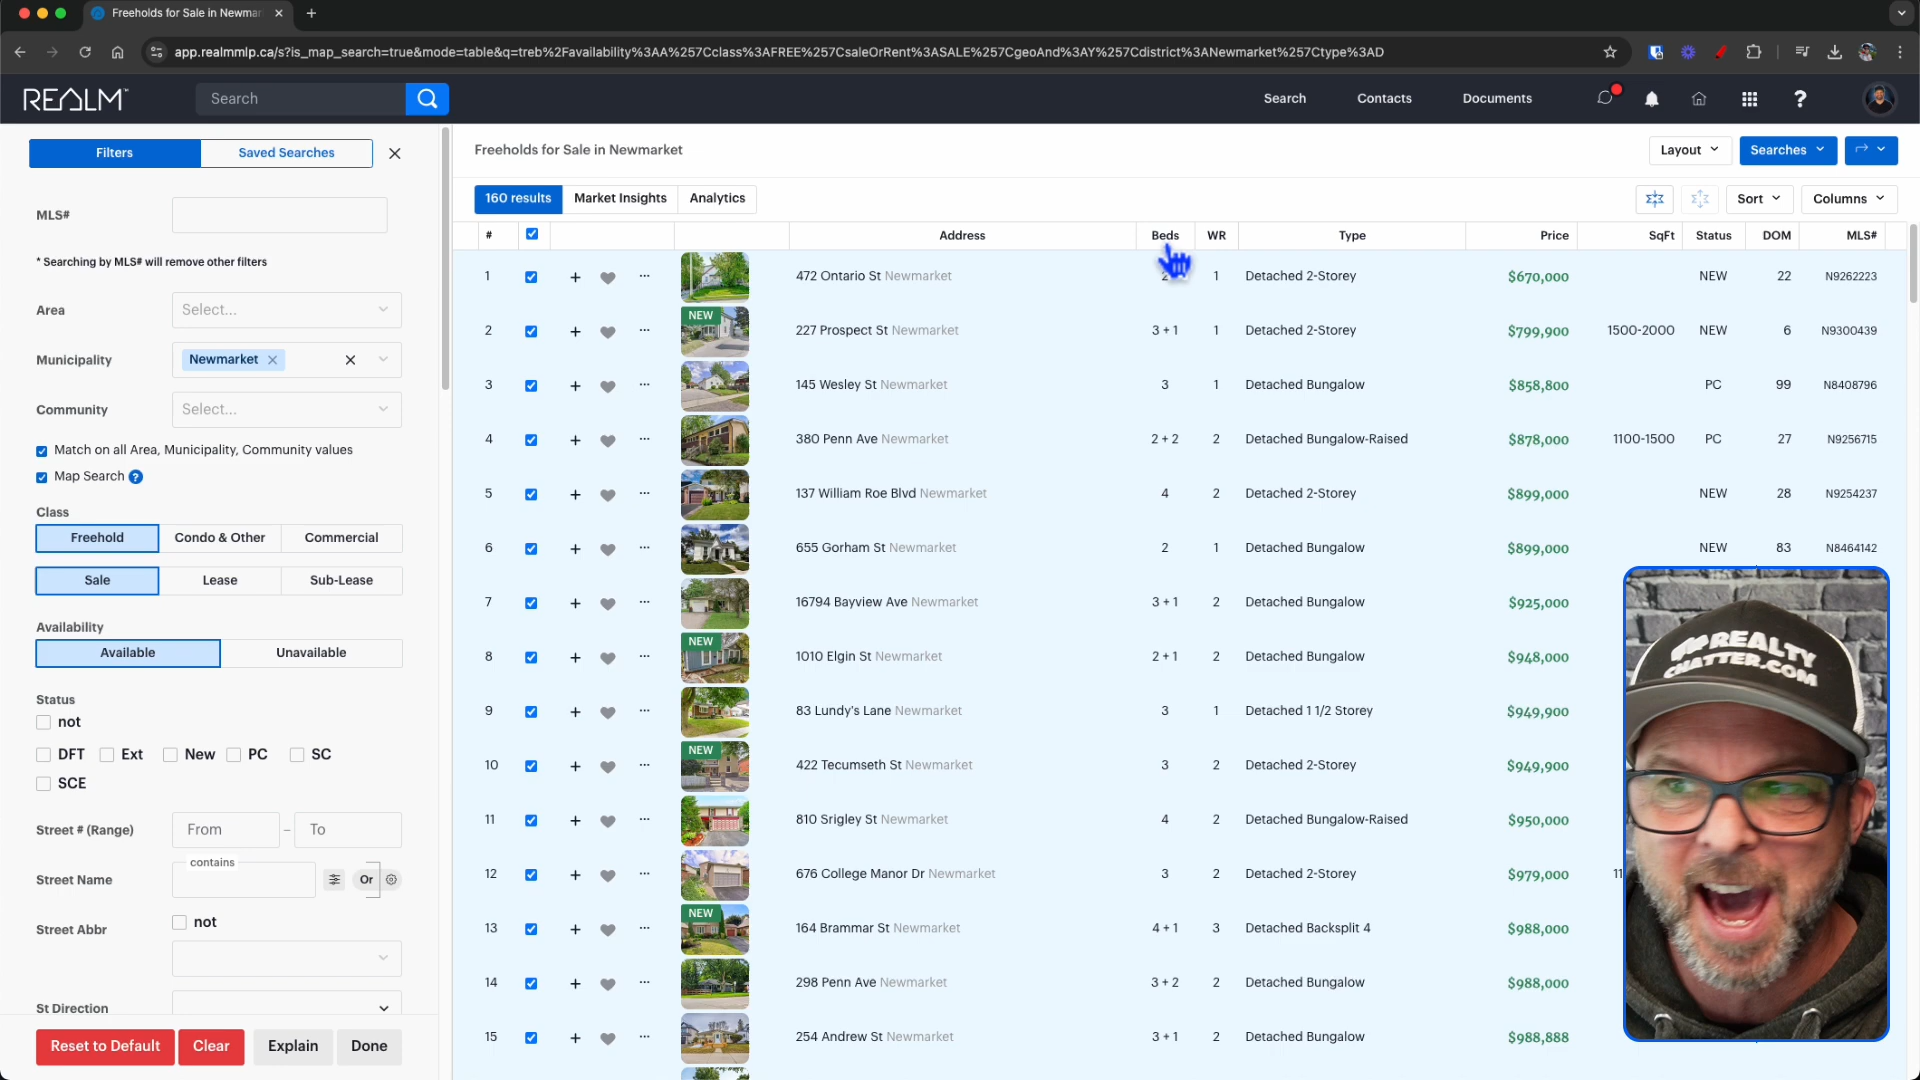 Freeholds for Sale in Newmar
app.realmmlp.ca/s?is_map_search=true&mode=table&q=treb%2Favailability%3AA%257Cclass%3AFREE%257CsaleOrRent%3ASALE%257CgeoAnd%3AY%257Cdistrict%3ANewmarket%257Ctype%3AD
REALM™ Search Search Contacts Documents ?
Filters Saved Searches
MLS#
* Searching by MLS# will remove other filters
Area Select...
Municipality Newmarket
Community Select...
Match on all Area, Municipality, Community values
Map Search ?
Class
Freehold Condo & Other Commercial
Sale Lease Sub-Lease
Availability
Available Unavailable
Status
not
DFT Ext New PC SC
SCE
Street # (Range) From – To
contains
Street Name Or
Street Abbr not
St Direction
Reset to Default Clear Explain Done
Freeholds for Sale in Newmarket
Layout Searches
160 results Market Insights Analytics
Sort Columns
# Address Beds WR Type Price SqFt Status DOM MLS#
1 472 Ontario St Newmarket 2 1 Detached 2-Storey $670,000 NEW 22 N9262223
2 NEW 227 Prospect St Newmarket 3 + 1 1 Detached 2-Storey $799,900 1500-2000 NEW 6 N9300439
3 145 Wesley St Newmarket 3 1 Detached Bungalow $858,800 PC 99 N8408796
4 380 Penn Ave Newmarket 2 + 2 2 Detached Bungalow-Raised $878,000 1100-1500 PC 27 N9256715
5 137 William Roe Blvd Newmarket 4 2 Detached 2-Storey $899,000 NEW 28 N9254237
6 655 Gorham St Newmarket 2 1 Detached Bungalow $899,000 NEW 83 N8464142
7 16794 Bayview Ave Newmarket 3 + 1 2 Detached Bungalow $925,000
8 NEW 1010 Elgin St Newmarket 2 + 1 2 Detached Bungalow $948,000
9 83 Lundy's Lane Newmarket 3 1 Detached 1 1/2 Storey $949,900
10 NEW 422 Tecumseth St Newmarket 3 2 Detached 2-Storey $949,900
11 810 Srigley St Newmarket 4 2 Detached Bungalow-Raised $950,000
12 676 College Manor Dr Newmarket 3 2 Detached 2-Storey $979,000 11
13 NEW 164 Brammar St Newmarket 4 + 1 3 Detached Backsplit 4 $988,000
14 298 Penn Ave Newmarket 3 + 2 2 Detached Bungalow $988,000
15 254 Andrew St Newmarket 3 + 1 2 Detached Bungalow $988,888
REALTY
CHATTER.COM